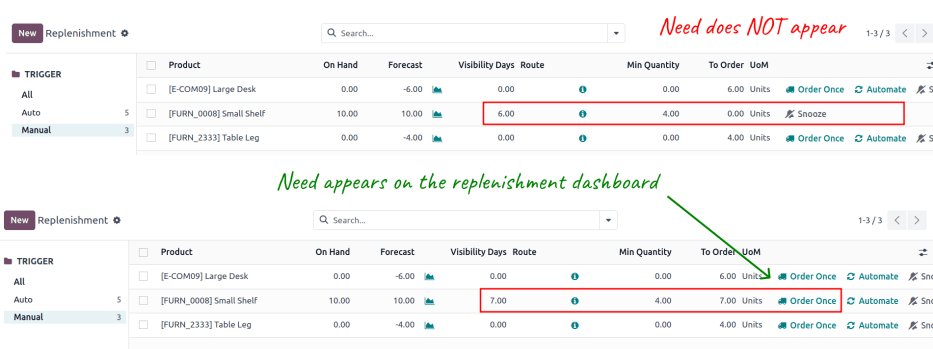 Need does NOT appear
New Replenishment Search... 1-3 / 3
TRIGGER
All
Auto 5
Manual 3
Product On Hand Forecast Visibility Days Route Min Quantity To Order UoM
[E-COM09] Large Desk 0.00 -6.00 0.00 0.00 6.00 Units Order Once Automate S
[FURN_0008] Small Shelf 10.00 10.00 6.00 4.00 0.00 Units Snooze
[FURN_2333] Table Leg 0.00 -4.00 0.00 0.00 4.00 Units Order Once Automate S
Need appears on the replenishment dashboard
New Replenishment Search... 1-3 / 3
TRIGGER
All
Auto 5
Manual 3
Product On Hand Forecast Visibility Days Route Min Quantity To Order UoM
[E-COM09] Large Desk 0.00 -6.00 0.00 0.00 6.00 Units Order Once Automate Sno
[FURN_0008] Small Shelf 10.00 10.00 7.00 4.00 7.00 Units Order Once Automate Sno
[FURN_2333] Table Leg 0.00 -4.00 0.00 0.00 4.00 Units Order Once Automate Sno